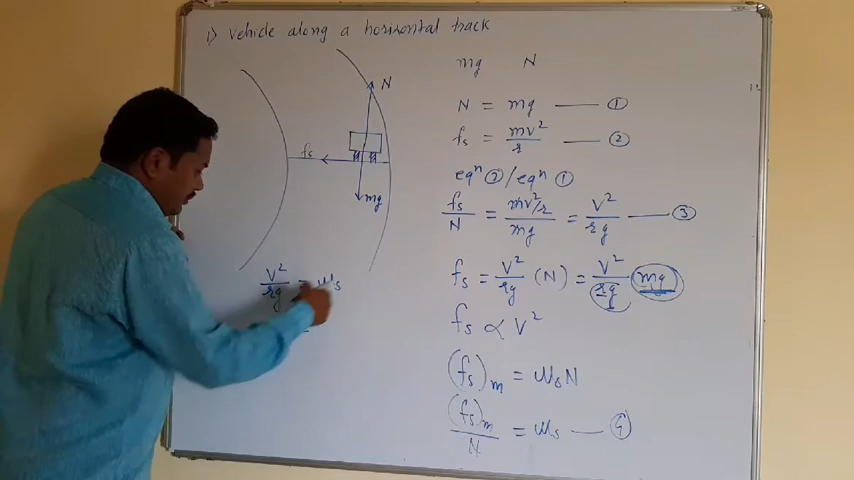 1) vehicle along a horizontal track
N
fs
mg
V²/rg = μs
mg N
N = mg —— ①
fs = mv²/r —— ②
eqⁿ ②/eqⁿ ①
fs/N = mv²/r/mg = V²/rg —— ③
fs = V²/rg (N) = V²/rg mg
fs ∝ V²
(fs)m = μsN
(fs)m/N = μs —— ④